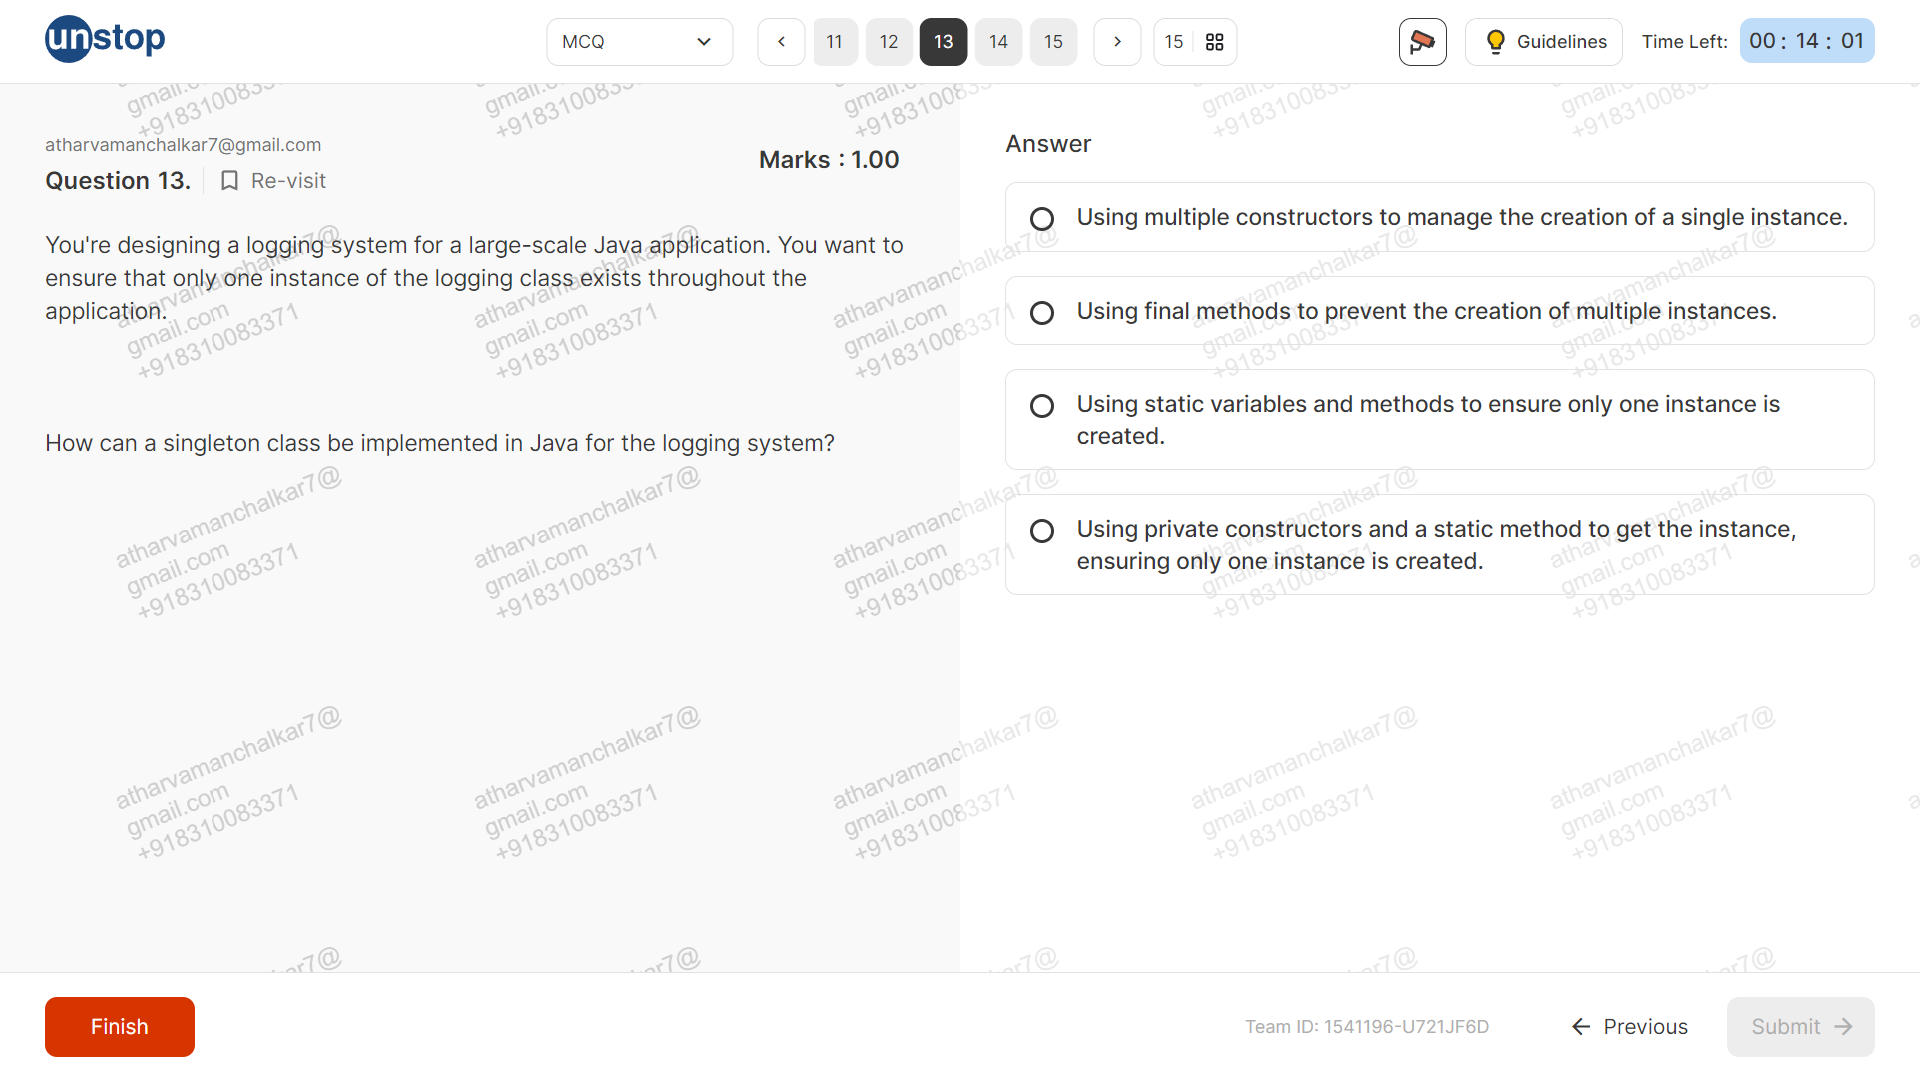 unstop
MCQ
11
12
13
14
15
15
Guidelines
Time Left:
00 : 14 : 01
atharvamanchalkar7@gmail.com
Question 13.
Re-visit
Marks : 1.00
You're designing a logging system for a large-scale Java application. You want to
ensure that only one instance of the logging class exists throughout the
application.
How can a singleton class be implemented in Java for the logging system?
Answer
Using multiple constructors to manage the creation of a single instance.
Using final methods to prevent the creation of multiple instances.
Using static variables and methods to ensure only one instance is
created.
Using private constructors and a static method to get the instance,
ensuring only one instance is created.
atharvamanchalkar7@
gmail.com
+918310083371
Finish
Team ID: 1541196-U721JF6D
Previous
Submit